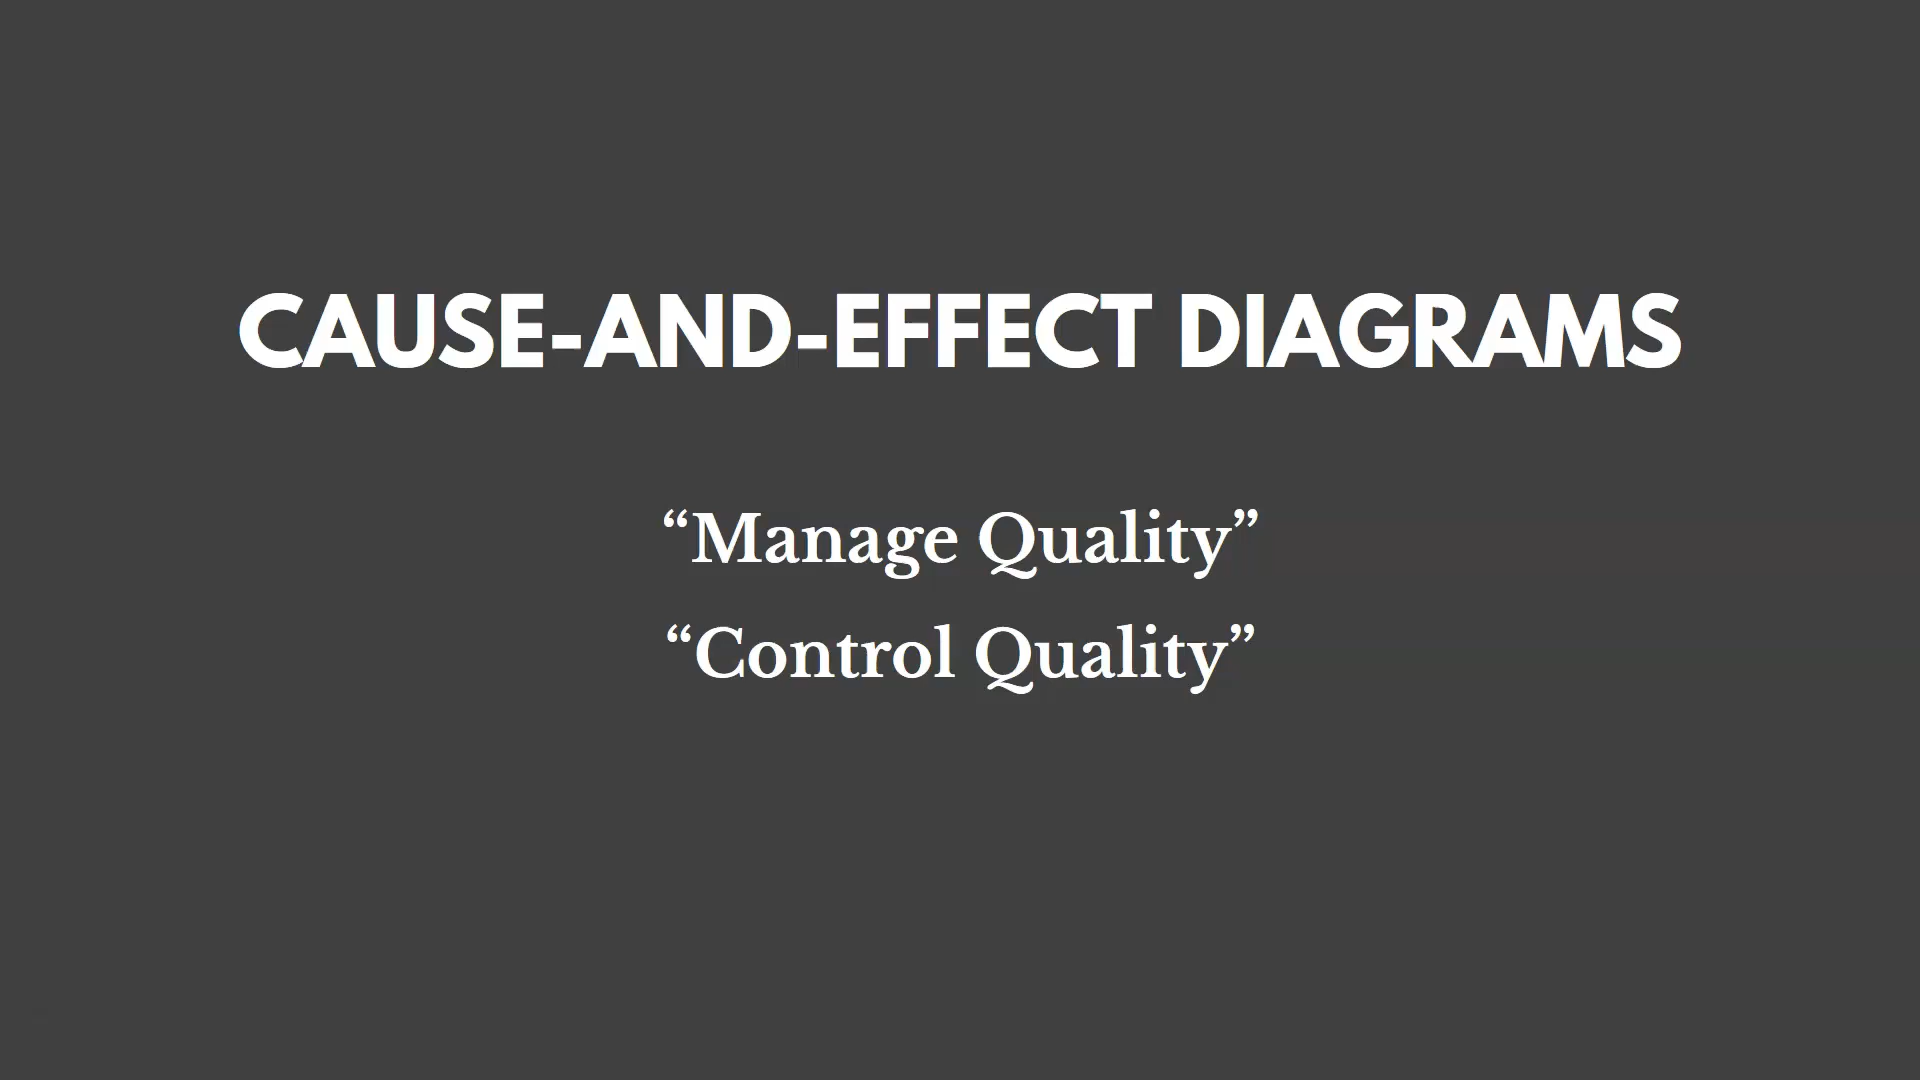 CAUSE-AND-EFFECT DIAGRAMS
“Manage Quality”
“Control Quality”